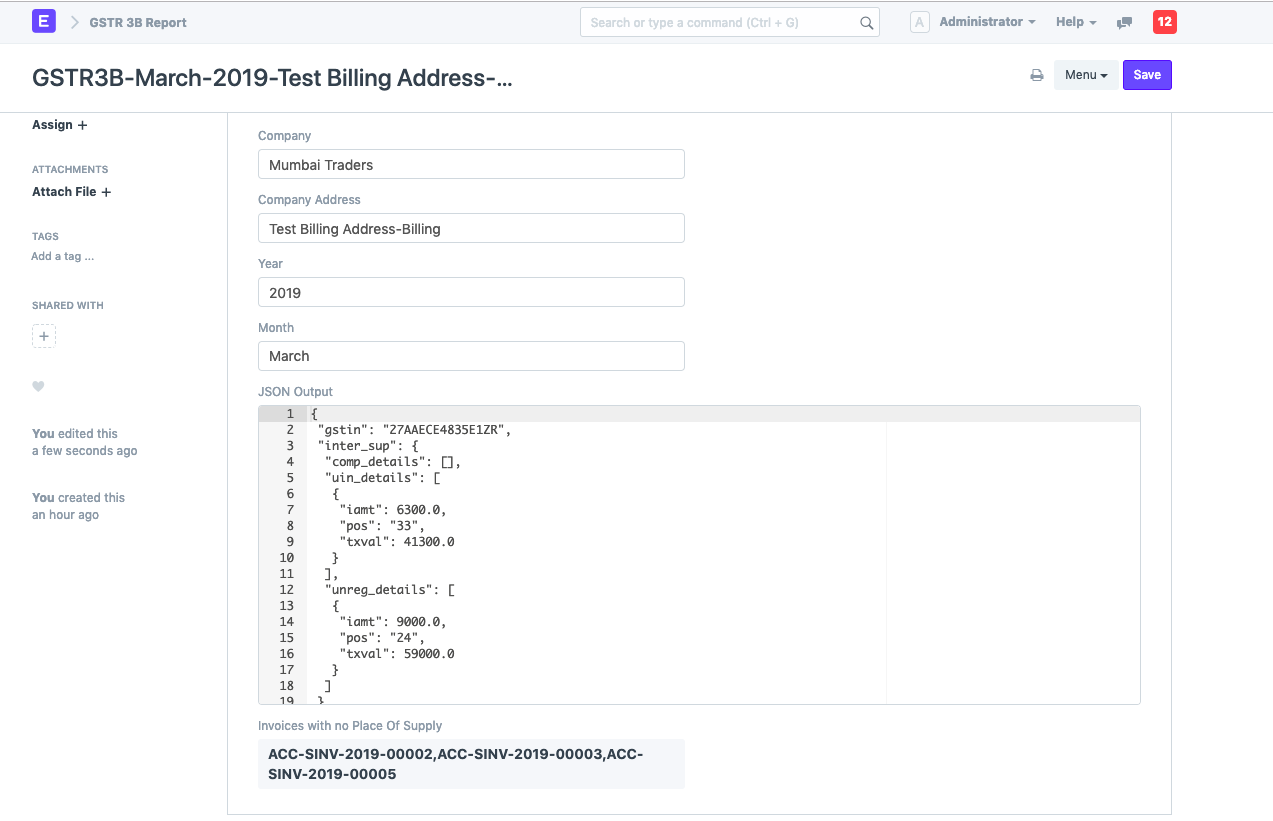 E GSTR 3B Report Search or type a command (Ctrl + G) A Administrator Help 12
GSTR3B-March-2019-Test Billing Address-... Menu Save
Assign +
ATTACHMENTS
Attach File +
TAGS
Add a tag ...
SHARED WITH
+
You edited this
a few seconds ago
You created this
an hour ago
Company
Mumbai Traders
Company Address
Test Billing Address-Billing
Year
2019
Month
March
JSON Output
1 {
2 "gstin": "27AAECE4835E1ZR",
3 "inter_sup": {
4 "comp_details": [],
5 "uin_details": [
6 {
7 "iamt": 6300.0,
8 "pos": "33",
9 "txval": 41300.0
10 }
11 ],
12 "unreg_details": [
13 {
14 "iamt": 9000.0,
15 "pos": "24",
16 "txval": 59000.0
17 }
18 ]
19 }
Invoices with no Place Of Supply
ACC-SINV-2019-00002,ACC-SINV-2019-00003,ACC-
SINV-2019-00005